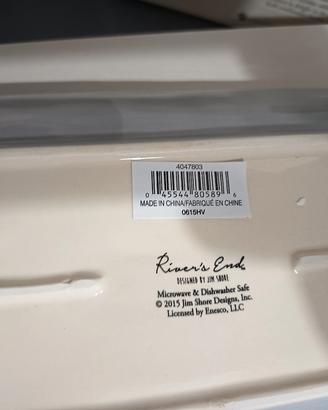 4047803
0 45544 80589 6
MADE IN CHINA/FABRIQUÉ EN CHINE
0615HV
River's End
DESIGNED BY JIM SHORE
Microwave & Dishwasher Safe
© 2015 Jim Shore Designs, Inc.
Licensed by Enesco, LLC